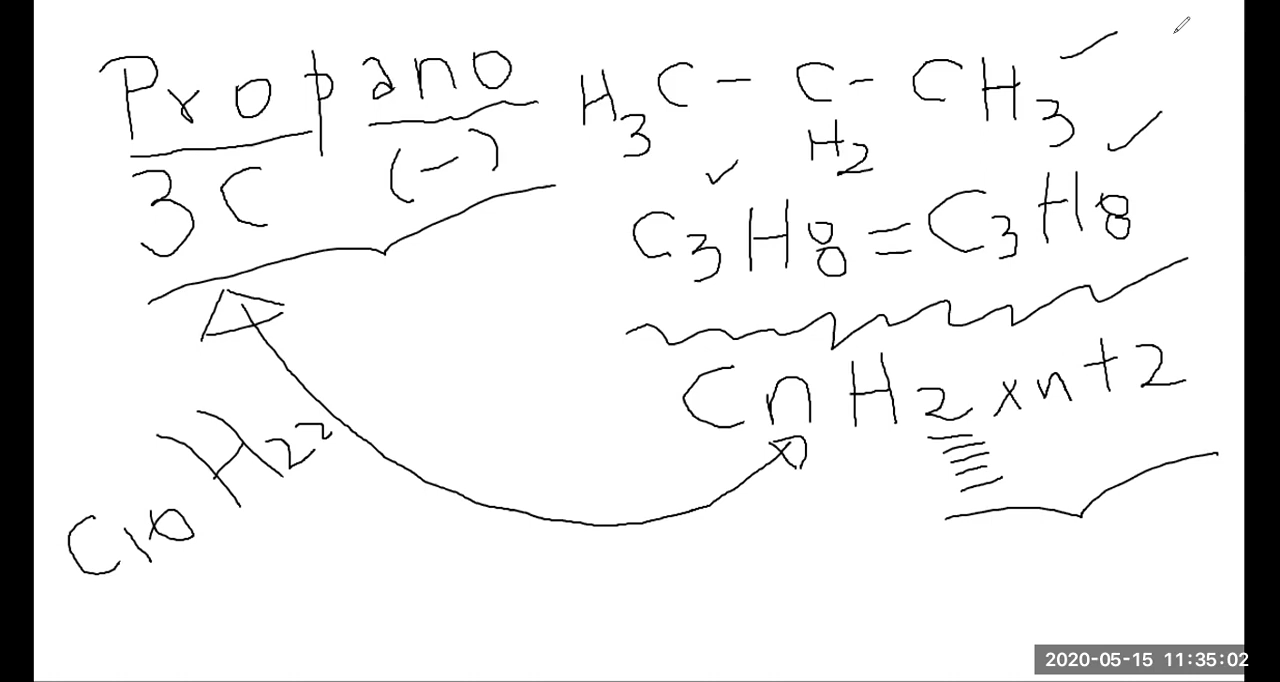 Propano H3C - C - CH3
H2
3C (-)
C3H8 = C3H8
CnH2xn+2
C10H22
2020-05-15 11:35:02